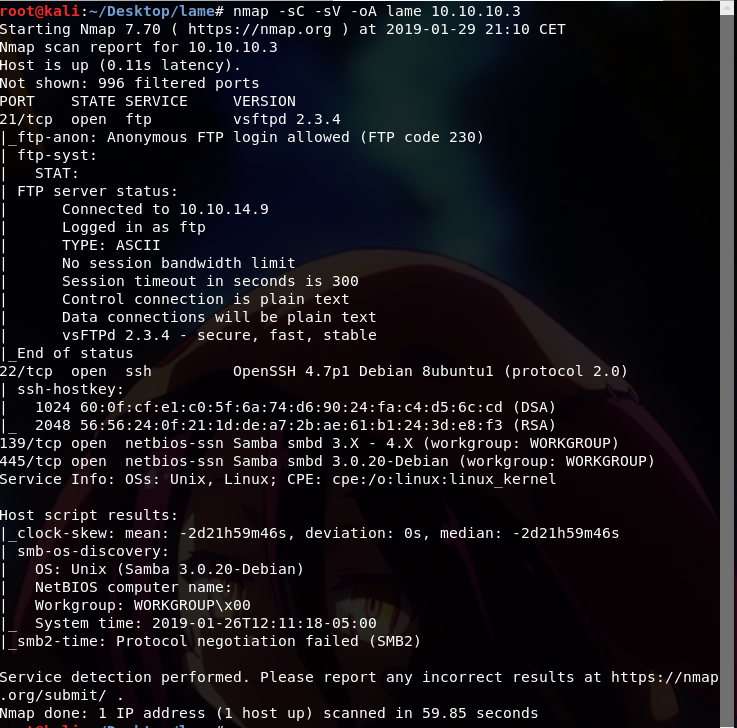 root@kali:~/Desktop/lame# nmap -sC -sV -oA lame 10.10.10.3
Starting Nmap 7.70 ( https://nmap.org ) at 2019-01-29 21:10 CET
Nmap scan report for 10.10.10.3
Host is up (0.11s latency).
Not shown: 996 filtered ports
PORT    STATE SERVICE     VERSION
21/tcp  open  ftp         vsftpd 2.3.4
|_ftp-anon: Anonymous FTP login allowed (FTP code 230)
| ftp-syst:
|   STAT:
| FTP server status:
|      Connected to 10.10.14.9
|      Logged in as ftp
|      TYPE: ASCII
|      No session bandwidth limit
|      Session timeout in seconds is 300
|      Control connection is plain text
|      Data connections will be plain text
|      vsFTPd 2.3.4 - secure, fast, stable
|_End of status
22/tcp  open  ssh         OpenSSH 4.7p1 Debian 8ubuntu1 (protocol 2.0)
| ssh-hostkey:
|   1024 60:0f:cf:e1:c0:5f:6a:74:d6:90:24:fa:c4:d5:6c:cd (DSA)
|_  2048 56:56:24:0f:21:1d:de:a7:2b:ae:61:b1:24:3d:e8:f3 (RSA)
139/tcp open  netbios-ssn Samba smbd 3.X - 4.X (workgroup: WORKGROUP)
445/tcp open  netbios-ssn Samba smbd 3.0.20-Debian (workgroup: WORKGROUP)
Service Info: OSs: Unix, Linux; CPE: cpe:/o:linux:linux_kernel
Host script results:
|_clock-skew: mean: -2d21h59m46s, deviation: 0s, median: -2d21h59m46s
| smb-os-discovery:
|   OS: Unix (Samba 3.0.20-Debian)
|   NetBIOS computer name:
|   Workgroup: WORKGROUP\x00
|_  System time: 2019-01-26T12:11:18-05:00
|_smb2-time: Protocol negotiation failed (SMB2)
Service detection performed. Please report any incorrect results at https://nmap
.org/submit/ .
Nmap done: 1 IP address (1 host up) scanned in 59.85 seconds
root@kali:~/Desktop/lame#